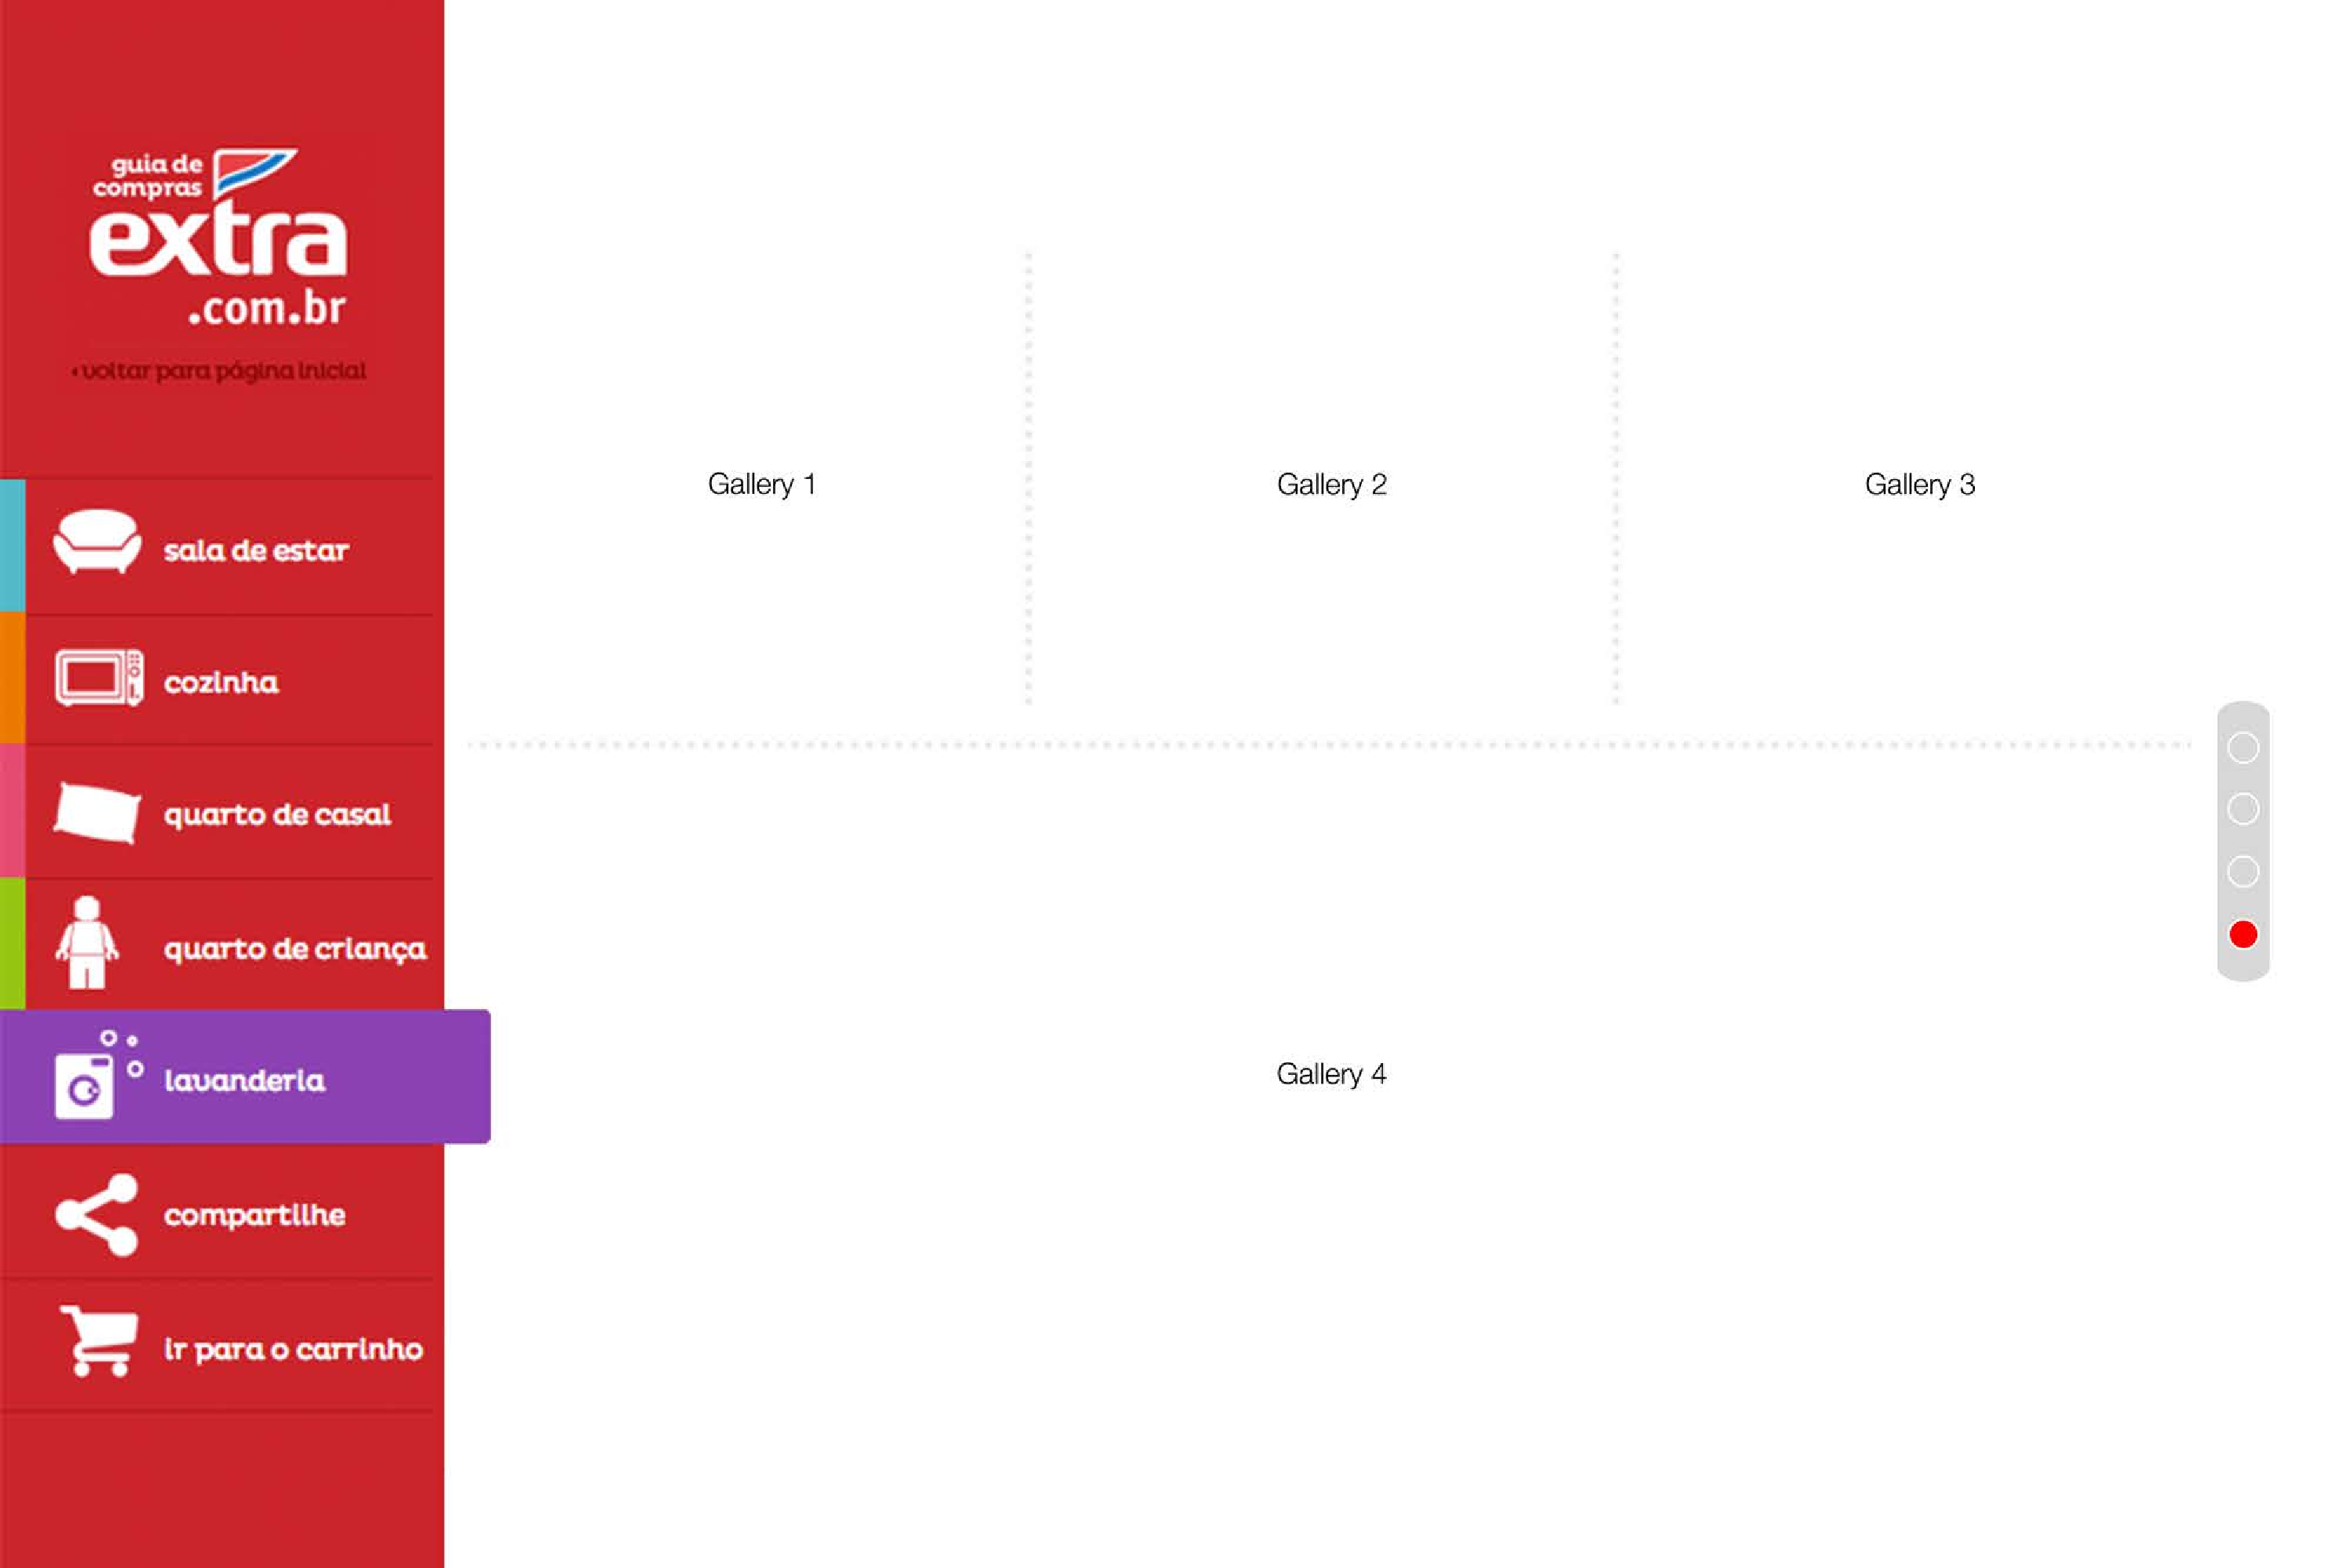 guia de
compras
extra
.com.br
voltar para página inicial
sala de estar
cozinha
quarto de casal
quarto de criança
lavanderia
compartilhe
ir para o carrinho
Gallery 1
Gallery 2
Gallery 3
Gallery 4